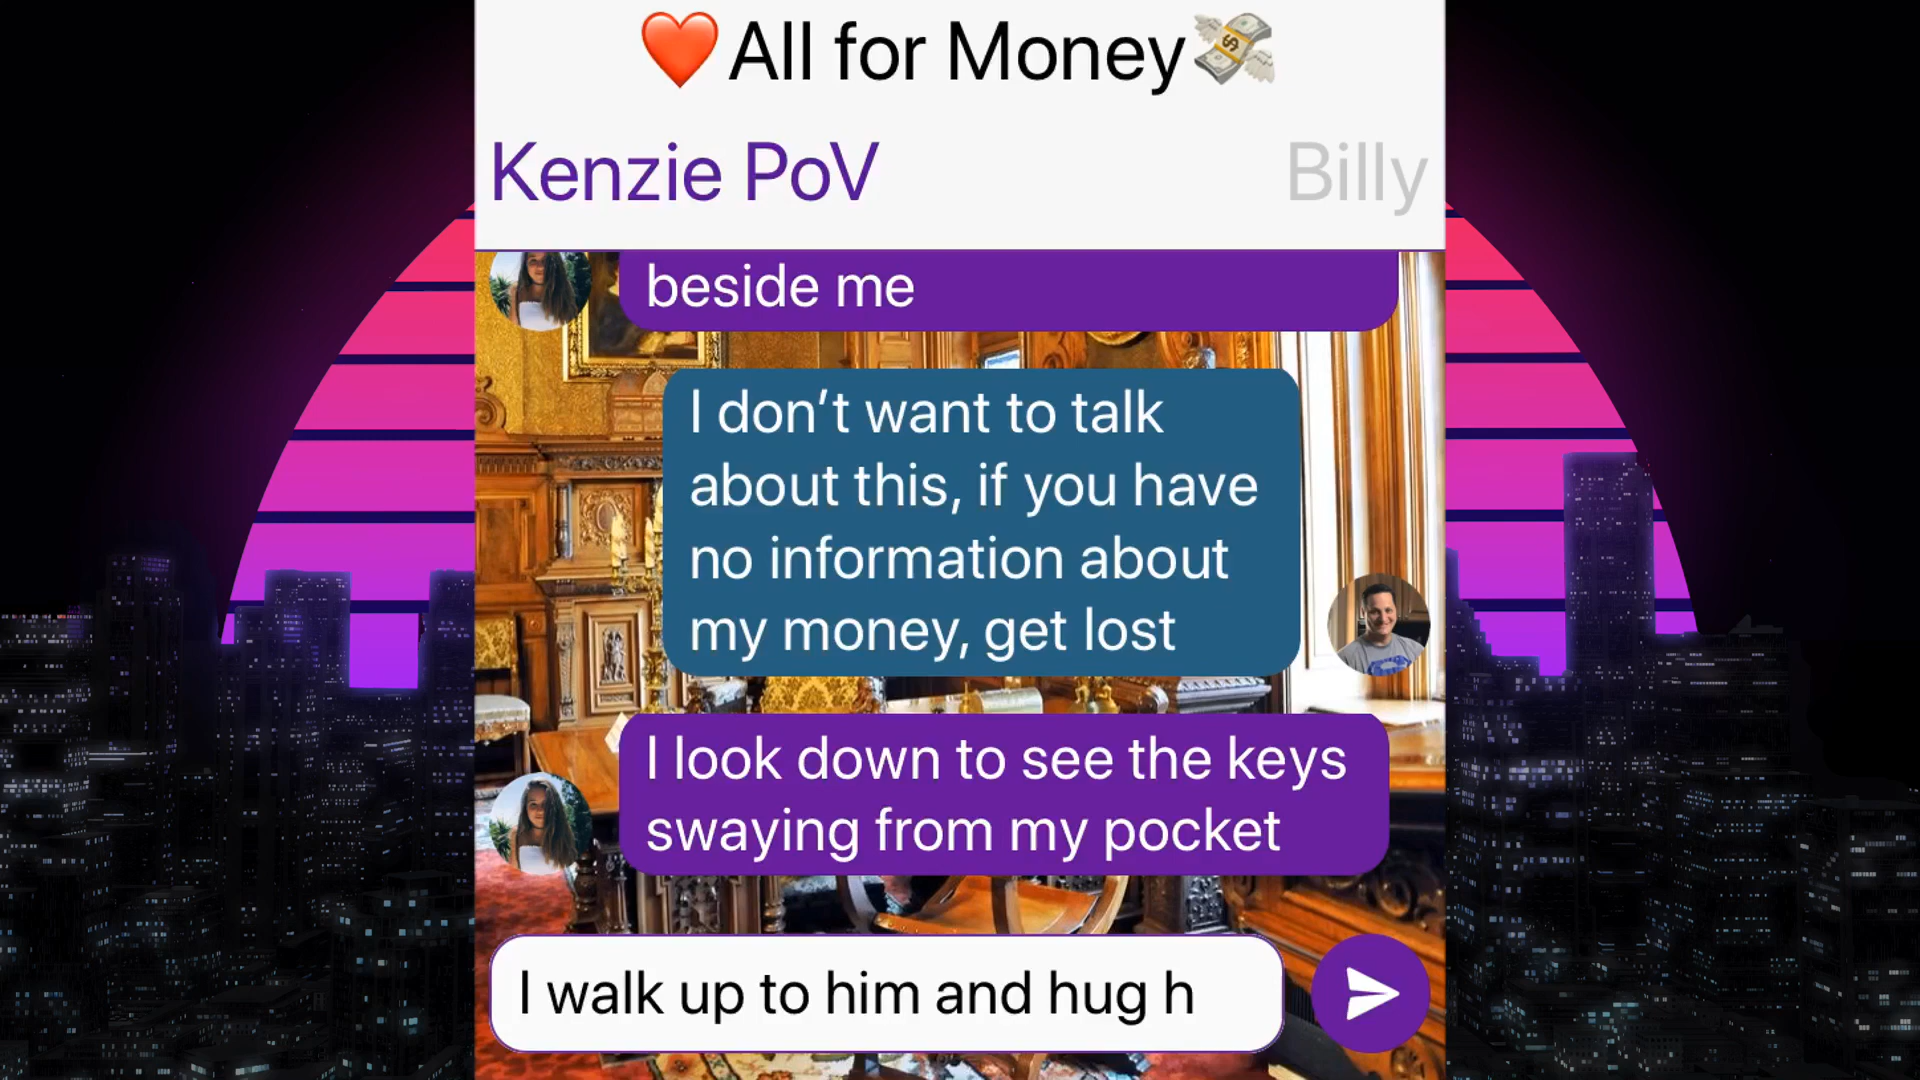 ❤️All for Money💸
Kenzie PoV
Billy
beside me
I don’t want to talk
about this, if you have
no information about
my money, get lost
I look down to see the keys
swaying from my pocket
I walk up to him and hug h